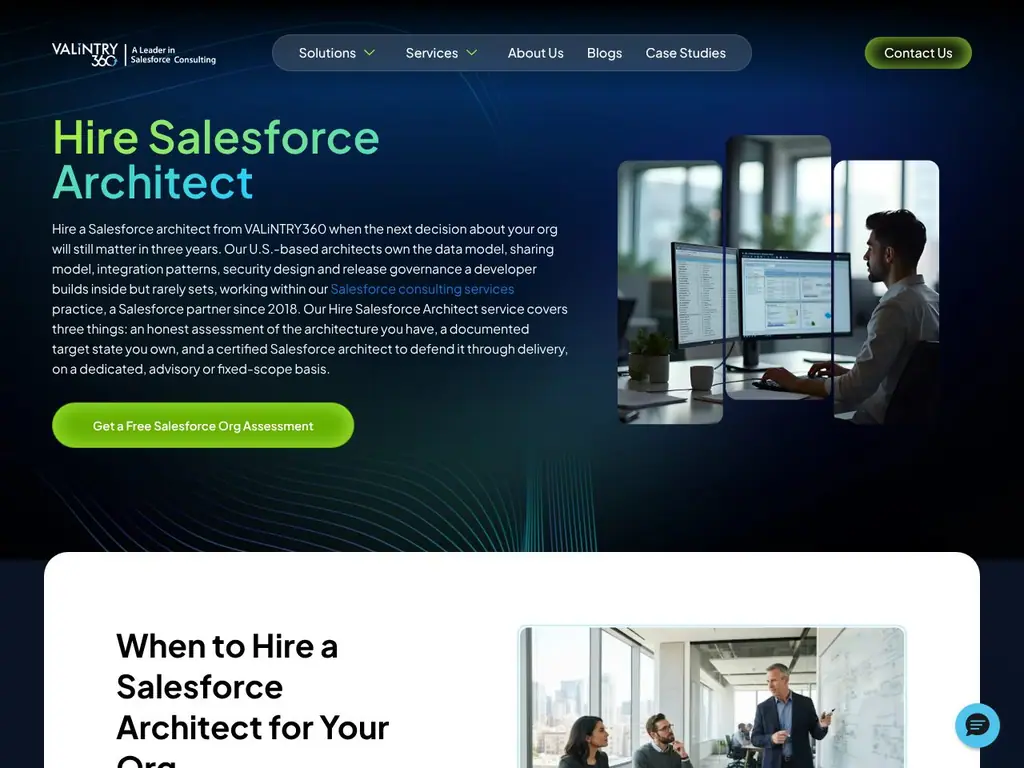 VALiNTRY
360
A Leader in
Salesforce Consulting
Solutions
Services
About Us
Blogs
Case Studies
Contact Us
Hire Salesforce
Architect
Hire a Salesforce architect from VALiNTRY360 when the next decision about your org
will still matter in three years. Our U.S.-based architects own the data model, sharing
model, integration patterns, security design and release governance a developer
builds inside but rarely sets, working within our Salesforce consulting services
practice, a Salesforce partner since 2018. Our Hire Salesforce Architect service covers
three things: an honest assessment of the architecture you have, a documented
target state you own, and a certified Salesforce architect to defend it through delivery,
on a dedicated, advisory or fixed-scope basis.
Get a Free Salesforce Org Assessment
When to Hire a
Salesforce
Architect for Your
Org